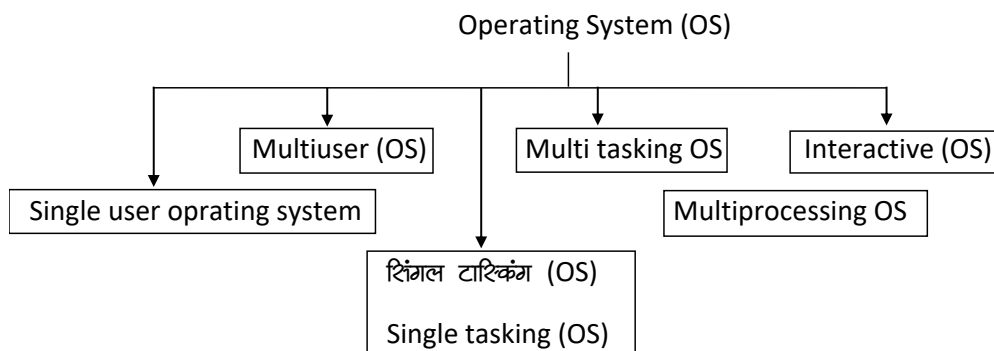 Operating System (OS)
Multiuser (OS)
Multi tasking OS
Interactive (OS)
Single user oprating system
Multiprocessing OS
सिंगल टास्किंग (OS)
Single tasking (OS)